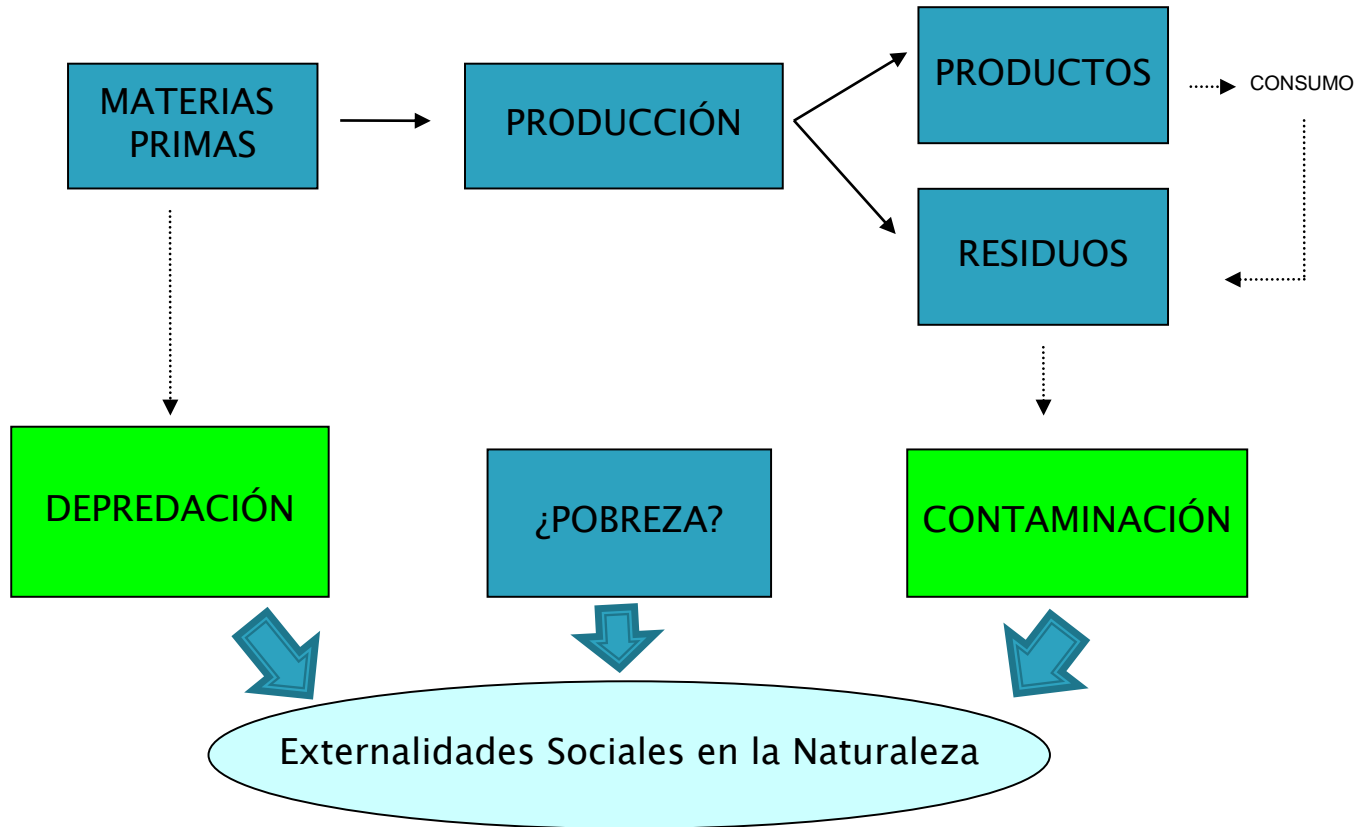 MATERIAS
PRIMAS
PRODUCCIÓN
PRODUCTOS
CONSUMO
RESIDUOS
DEPREDACIÓN
¿POBREZA?
CONTAMINACIÓN
Externalidades Sociales en la Naturaleza